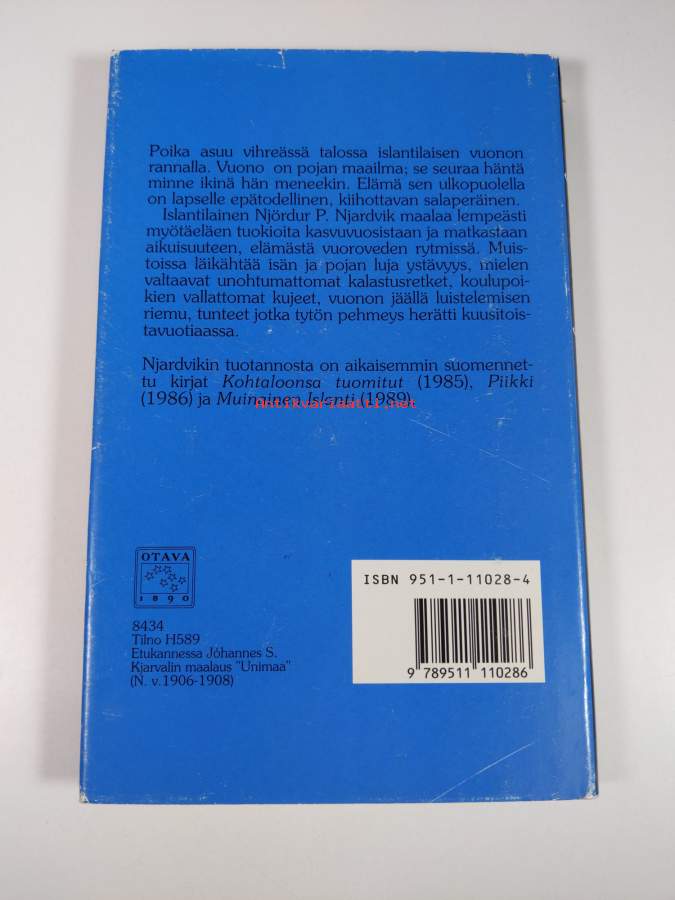 Poika asuu vihreässä talossa islantilaisen vuonon
rannalla. Vuono on pojan maailma; se seuraa häntä
minne ikinä hän meneekin. Elämä sen ulkopuolella
on lapselle epätodellinen, kiihottavan salaperäinen.
Islantilainen Njördur P. Njardvik maalaa lempeästi
myötäeläen tuokioita kasvuvuosistaan ja matkastaan
aikuisuuteen, elämästä vuoroveden rytmissä. Muis-
toissa läikähtää isän ja pojan luja ystävyys, mielen
valtaavat unohtumattomat kalastusretket, koulupoi-
kien vallattomat kujeet, vuonon jäällä luistelemisen
riemu, tunteet jotka tytön pehmeys herätti kuusitois-
tavuotiaassa.
Njardvikin tuotannosta on aikaisemmin suomennet-
tu kirjat Kohtaloonsa tuomitut (1985), Piikki
(1986) ja Muinainen Islanti (1989).
Antikvariaatti.net
OTAVA
1890
ISBN 951-1-11028-4
9 789511 110286
8434
Tilno H589
Etukannessa Jóhannes S.
Kjarvalin maalaus "Unimaa"
(N. v.1906-1908)